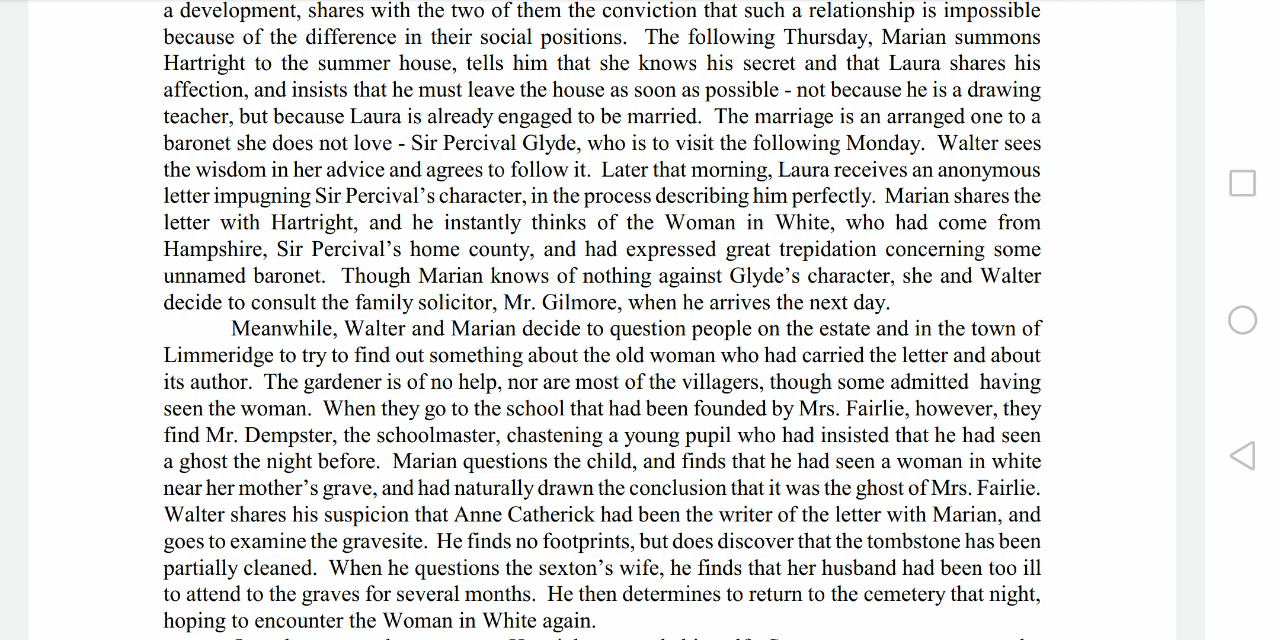 a development, shares with the two of them the conviction that such a relationship is impossible
because of the difference in their social positions.  The following Thursday, Marian summons
Hartright to the summer house, tells him that she knows his secret and that Laura shares his
affection, and insists that he must leave the house as soon as possible - not because he is a drawing
teacher, but because Laura is already engaged to be married.  The marriage is an arranged one to a
baronet she does not love - Sir Percival Glyde, who is to visit the following Monday.  Walter sees
the wisdom in her advice and agrees to follow it.  Later that morning, Laura receives an anonymous
letter impugning Sir Percival’s character, in the process describing him perfectly.  Marian shares the
letter with Hartright, and he instantly thinks of the Woman in White, who had come from
Hampshire, Sir Percival’s home county, and had expressed great trepidation concerning some
unnamed baronet.  Though Marian knows of nothing against Glyde’s character, she and Walter
decide to consult the family solicitor, Mr. Gilmore, when he arrives the next day.
Meanwhile, Walter and Marian decide to question people on the estate and in the town of
Limmeridge to try to find out something about the old woman who had carried the letter and about
its author.  The gardener is of no help, nor are most of the villagers, though some admitted  having
seen the woman.  When they go to the school that had been founded by Mrs. Fairlie, however, they
find Mr. Dempster, the schoolmaster, chastening a young pupil who had insisted that he had seen
a ghost the night before.  Marian questions the child, and finds that he had seen a woman in white
near her mother’s grave, and had naturally drawn the conclusion that it was the ghost of Mrs. Fairlie.
Walter shares his suspicion that Anne Catherick had been the writer of the letter with Marian, and
goes to examine the gravesite.  He finds no footprints, but does discover that the tombstone has been
partially cleaned.  When he questions the sexton’s wife, he finds that her husband had been too ill
to attend to the graves for several months.  He then determines to return to the cemetery that night,
hoping to encounter the Woman in White again.